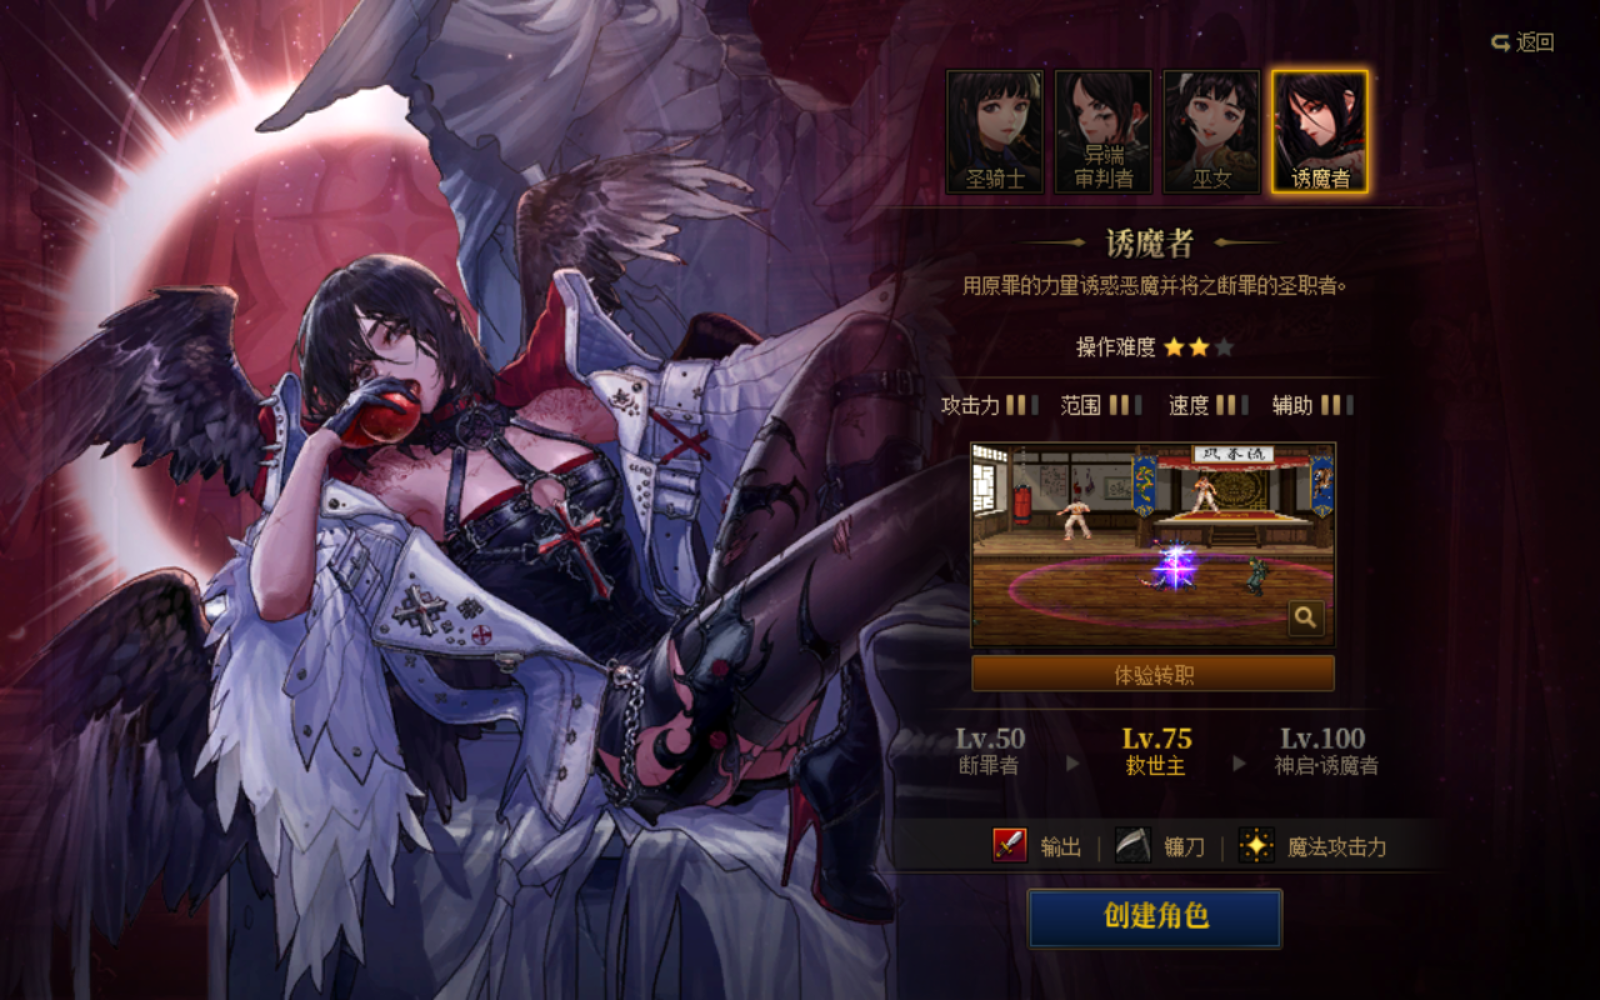 返回
圣骑士
异端
审判者
巫女
诱魔者
诱魔者
用原罪的力量诱惑恶魔并将之断罪的圣职者。
操作难度
攻击力 范围 速度 辅助
体验转职
Lv.50 Lv.75 Lv.100
断罪者 救世主 神启·诱魔者
输出 镰刀 魔法攻击力
创建角色